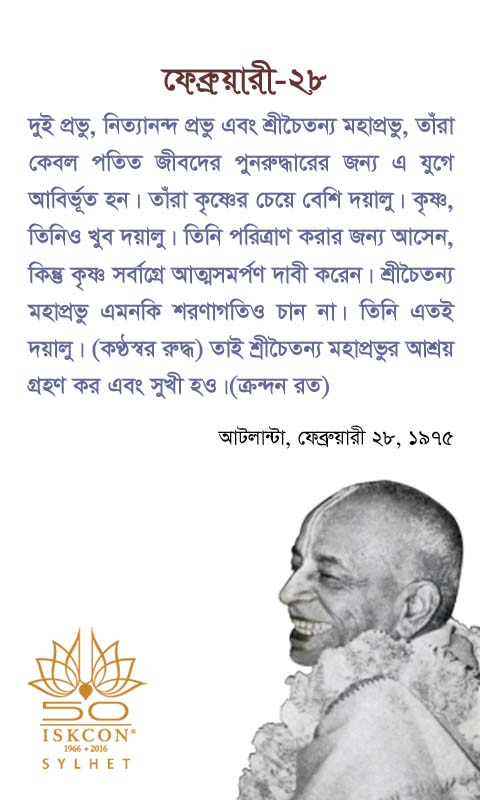 ফেব্রুয়ারী-২৮
দুই প্রভু, নিত্যানন্দ প্রভু এবং শ্রীচৈতন্য মহাপ্রভু, তাঁরা
কেবল পতিত জীবদের পুনরুদ্ধারের জন্য এ যুগে
আবির্ভূত হন। তাঁরা কৃষ্ণের চেয়ে বেশি দয়ালু। কৃষ্ণ,
তিনিও খুব দয়ালু। তিনি পরিত্রাণ করার জন্য আসেন,
কিন্তু কৃষ্ণ সর্বাগ্রে আত্মসমর্পণ দাবী করেন। শ্রীচৈতন্য
মহাপ্রভু এমনকি শরণাগতিও চান না। তিনি এতই
দয়ালু। (কণ্ঠস্বর রুদ্ধ) তাই শ্রীচৈতন্য মহাপ্রভুর আশ্রয়
গ্রহণ কর এবং সুখী হও।(ক্রন্দন রত)
আটলান্টা, ফেব্রুয়ারী ২৮, ১৯৭৫
50
ISKCON®
1966 • 2016
SYLHET